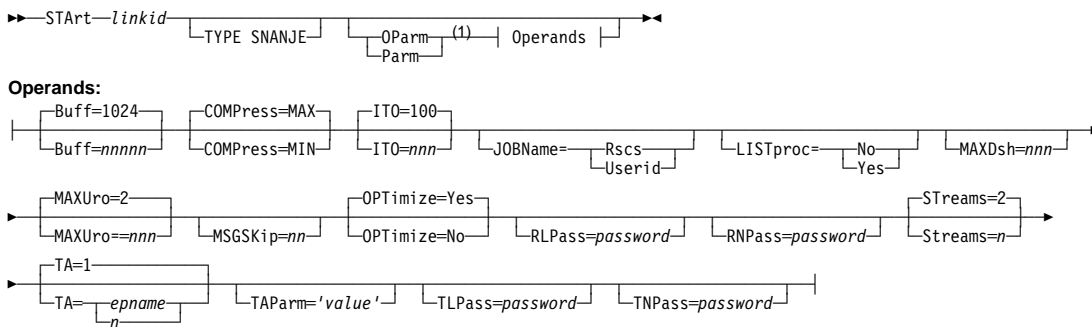 STArt linkid TYPE SNANJE OParm (1) Operands
Parm
Operands:
Buff=1024 COMPress=MAX ITO=100
Buff=nnnnn COMPress=MIN ITO=nnn JOBName= Rscs LISTproc= No MAXDsh=nnn
Userid Yes
MAXUro=2 OPTimize=Yes STreams=2
MAXUro==nnn MSGSKip=nn OPTimize=No RLPass=password RNPass=password Streams=n
TA=1
TA= epname TAParm='value' TLPass=password TNPass=password
n